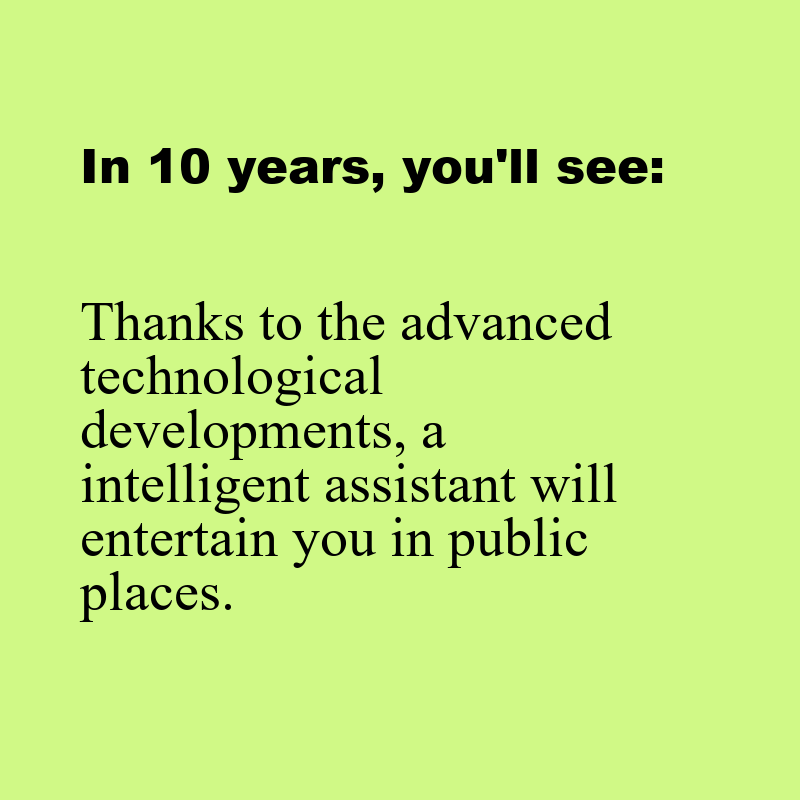 In 10 years, you'll see:
Thanks to the advanced
technological
developments, a
intelligent assistant will
entertain you in public
places.